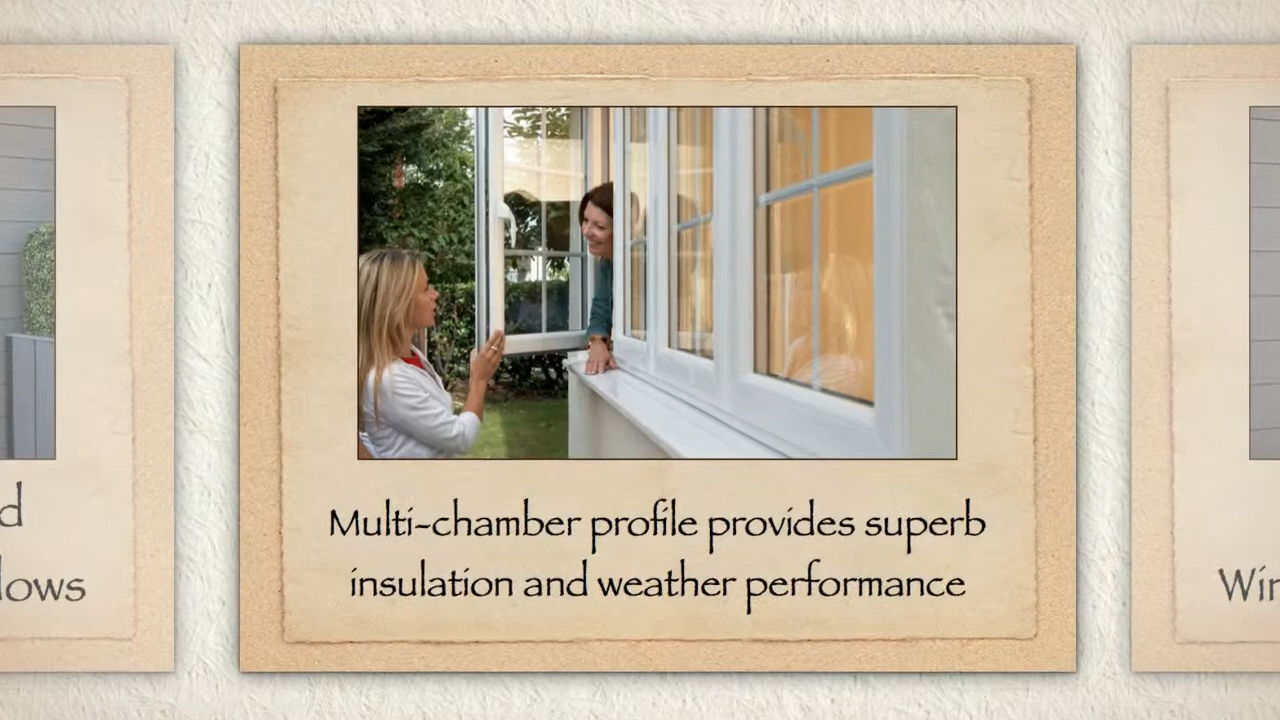 Multi-chamber profile provides superb
insulation and weather performance